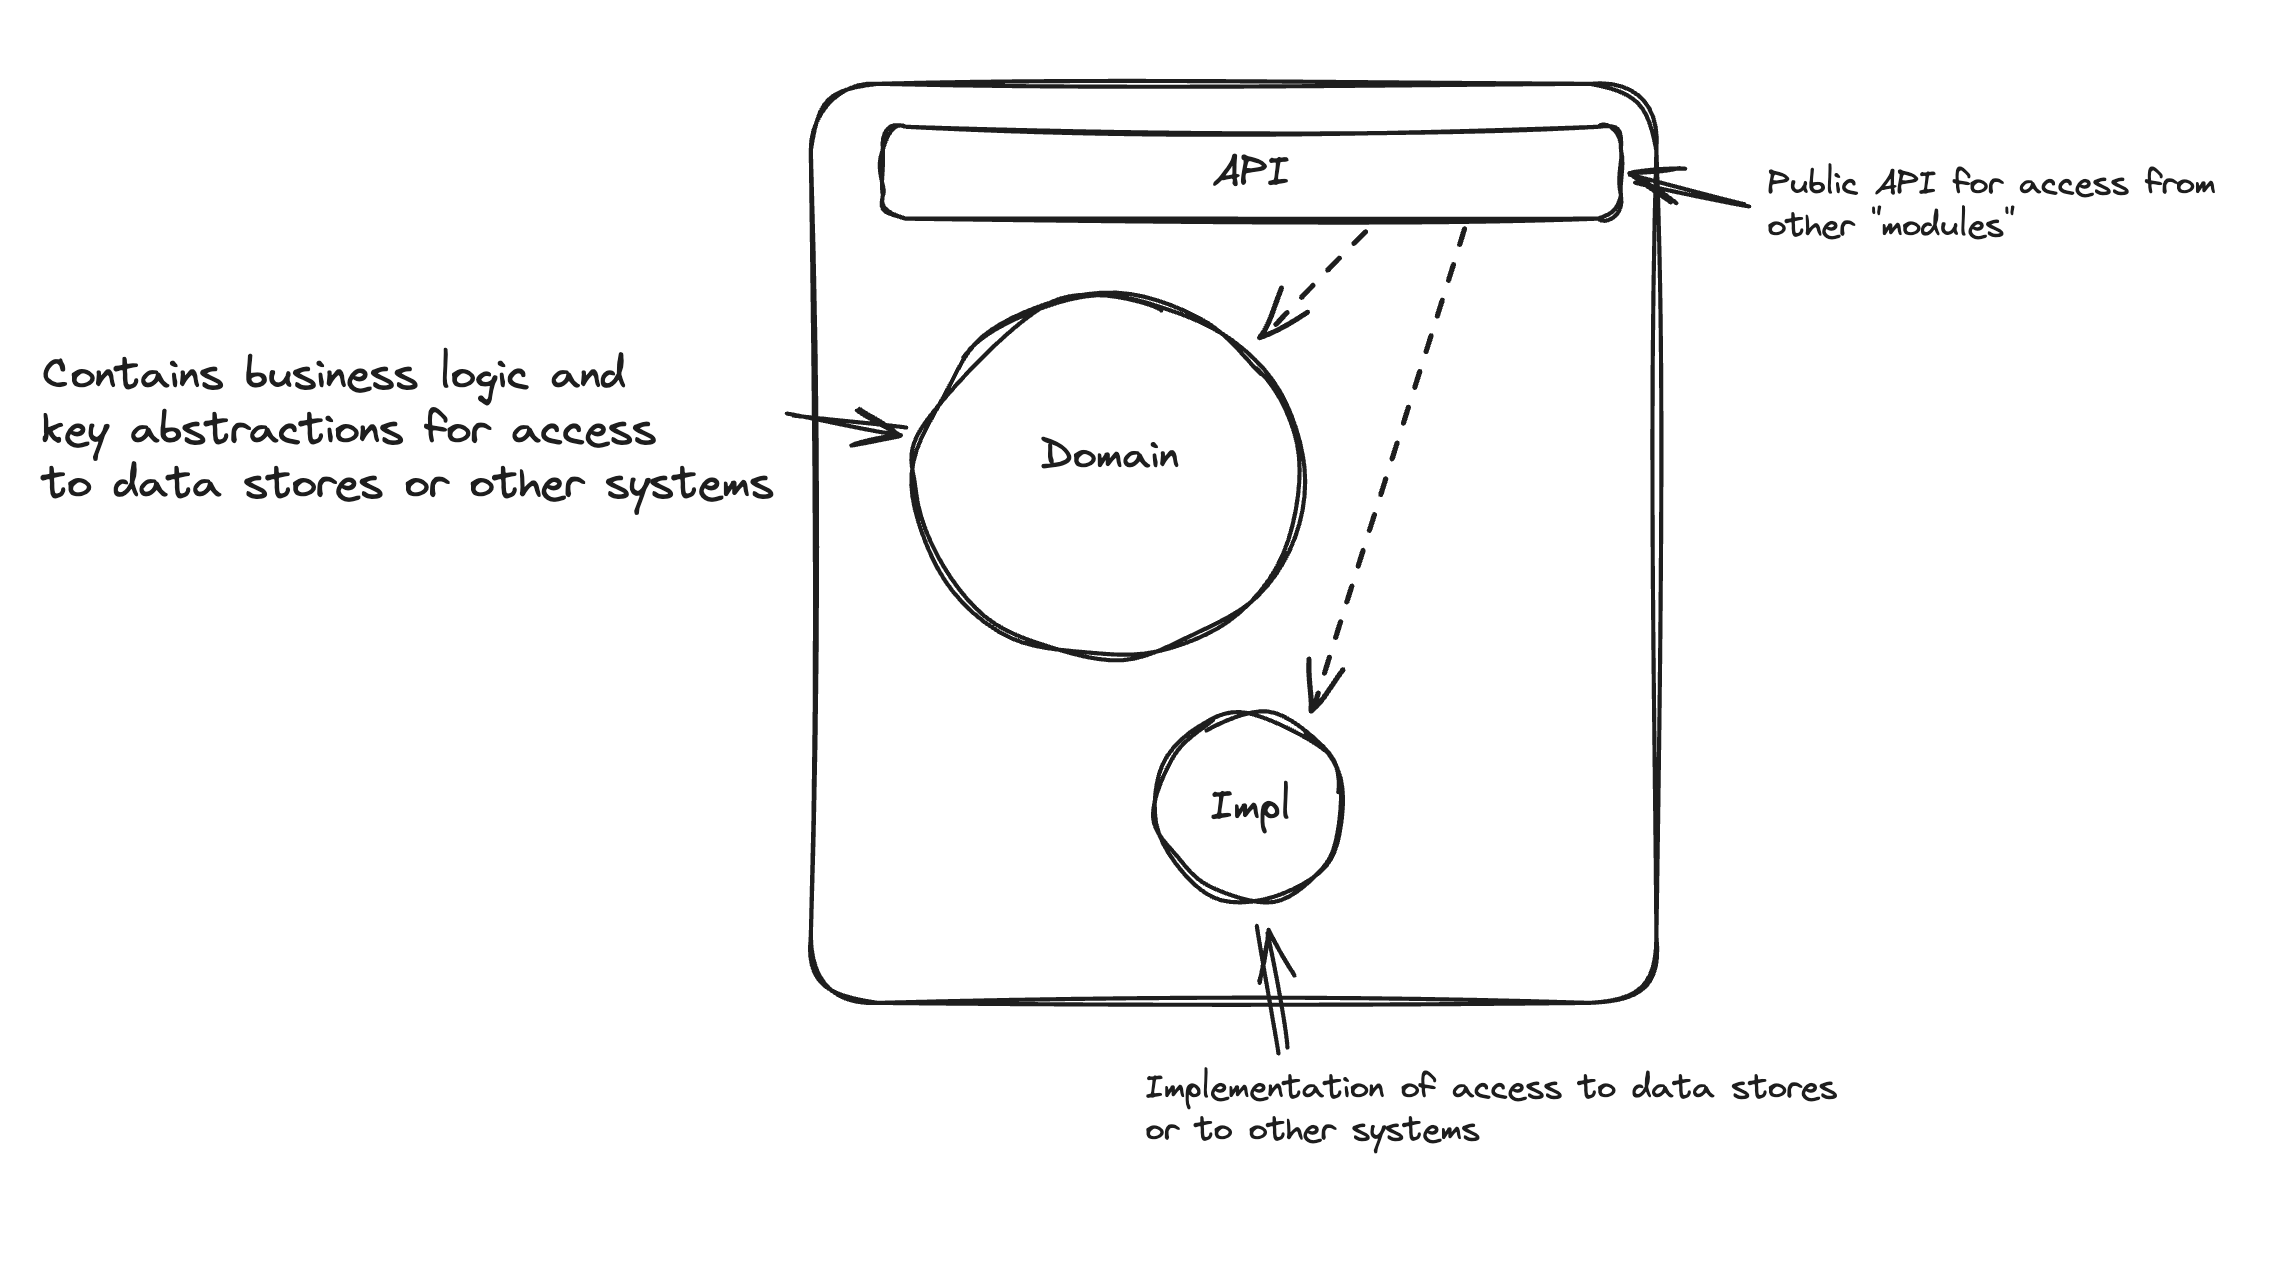 API
Public API for access from
other "modules"
Contains business logic and
key abstractions for access
to data stores or other systems
Domain
Impl
Implementation of access to data stores
or to other systems